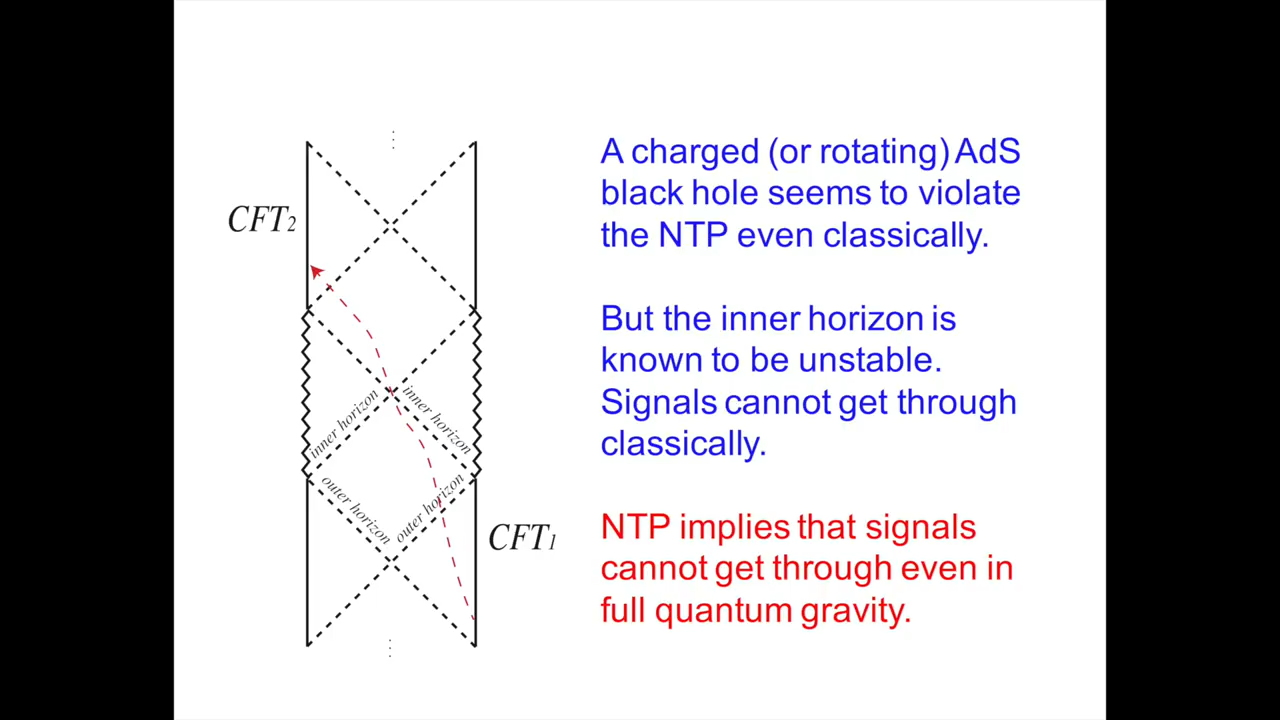 A charged (or rotating) AdS
black hole seems to violate
the NTP even classically.
But the inner horizon is
known to be unstable.
Signals cannot get through
classically.
NTP implies that signals
cannot get through even in
full quantum gravity.
CFT₂
inner horizon
inner horizon
outer horizon
outer horizon
CFT₁